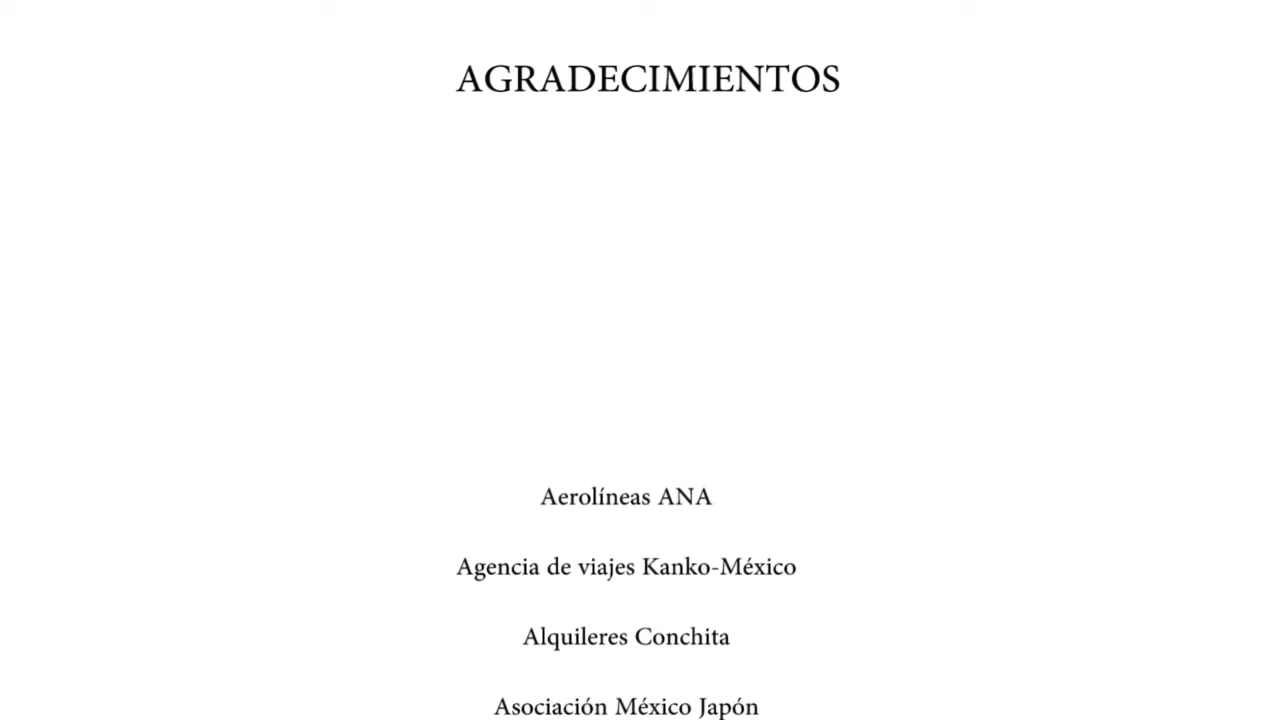 AGRADECIMIENTOS
Aerolíneas ANA
Agencia de viajes Kanko-México
Alquileres Conchita
Asociación México Japón